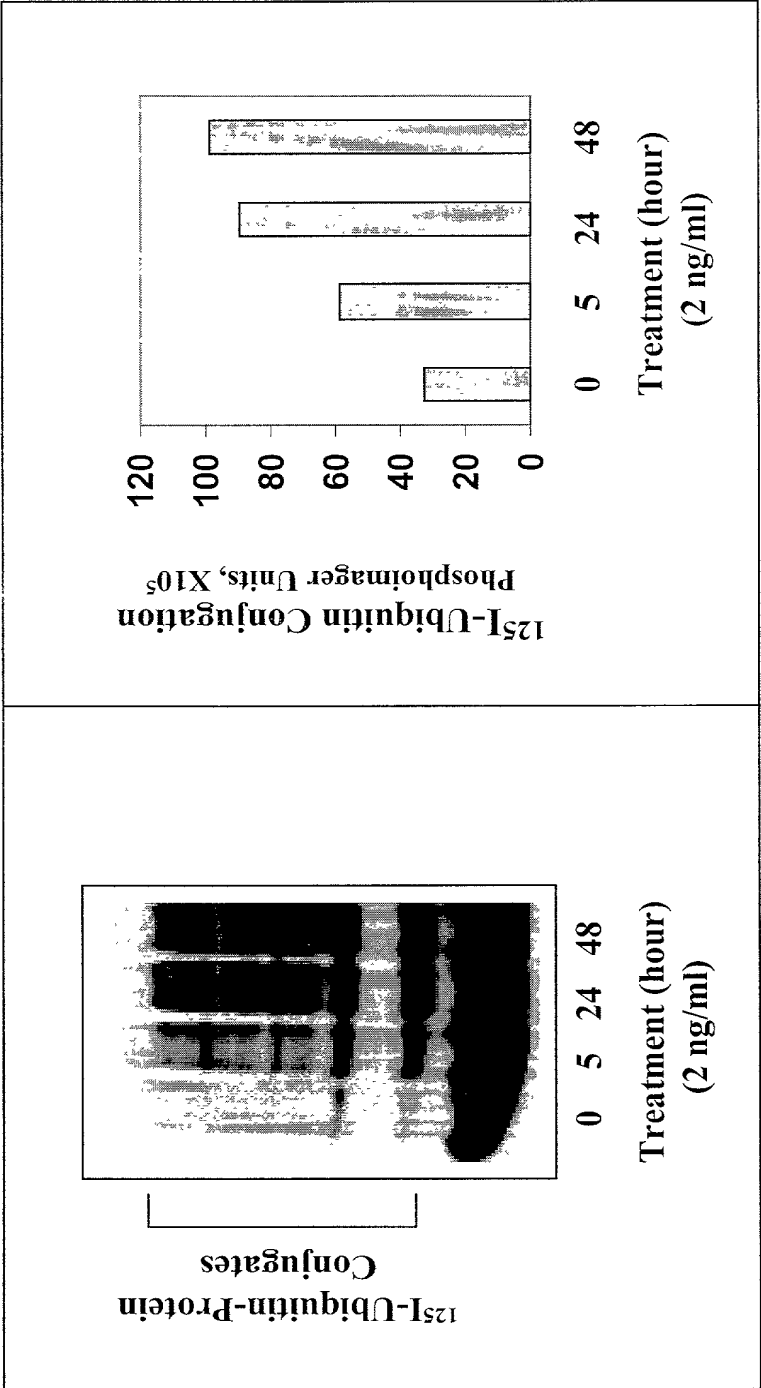 ¹²⁵I-Ubiquitin-Protein
Conjugates
0 5 24 48
Treatment (hour)
(2 ng/ml)
¹²⁵I-Ubiquitin Conjugation
Phosphoimager Units, X10⁵
120
100
80
60
40
20
0
0 5 24 48
Treatment (hour)
(2 ng/ml)